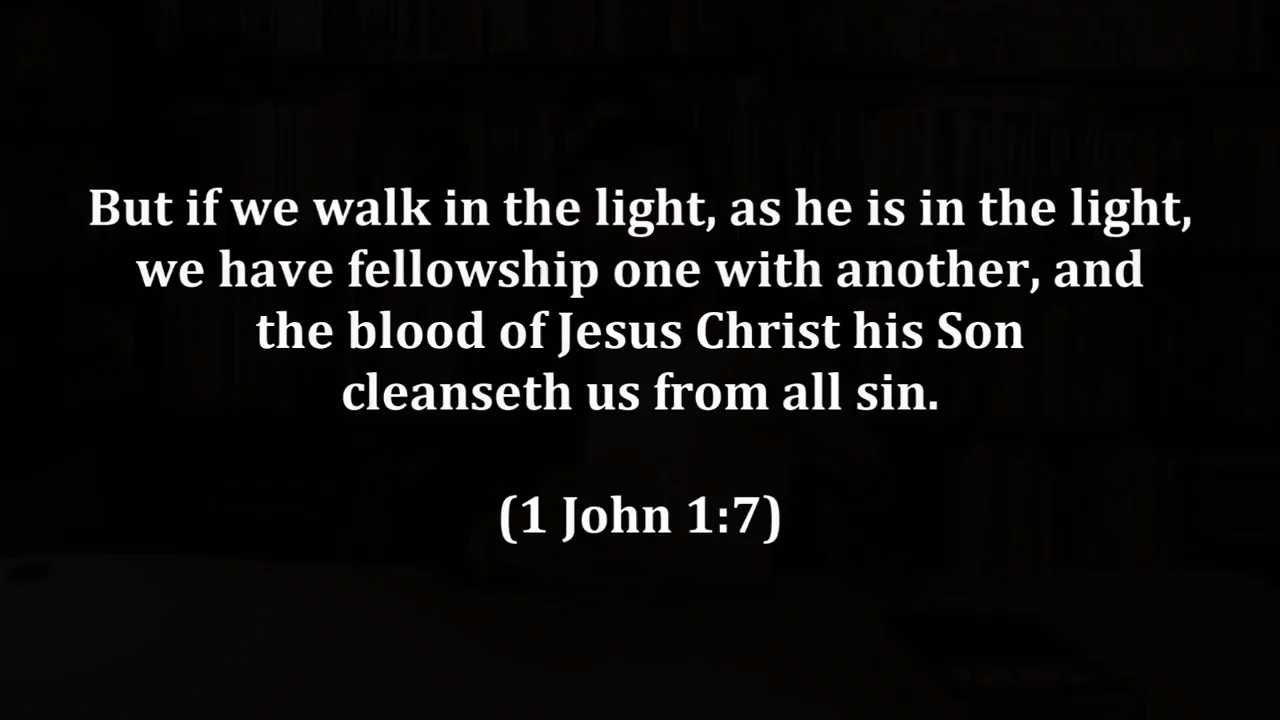 But if we walk in the light, as he is in the light,
we have fellowship one with another, and
the blood of Jesus Christ his Son
cleanseth us from all sin.
(1 John 1:7)